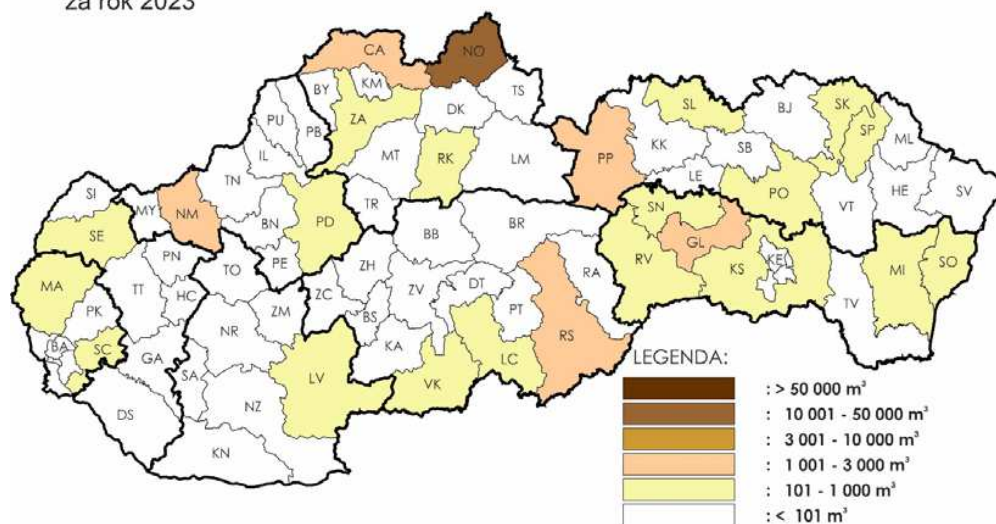 za rok 2023
CA
NO
KM
BY
TS
ZA
DK
PU
PB
SL
BJ
SK
SP
ML
IL
MT
RK
LM
PP
KK
SB
LE
PO
VT
HE
SV
SI
MY
NM
TN
BN
PD
TR
SE
BB
BR
SN
GL
RV
KS
KE
MI
SO
TV
PN
PE
ZH
TO
TT
HC
MA
PK
ZC
ZV
DT
RA
PT
BS
ZM
NR
KA
RS
BA
SC
GA
SA
LV
VK
LC
DS
NZ
KN
LEGENDA:
: > 50 000 m³
: 10 001 - 50 000 m³
: 3 001 - 10 000 m³
: 1 001 - 3 000 m³
: 101 - 1 000 m³
: < 101 m³